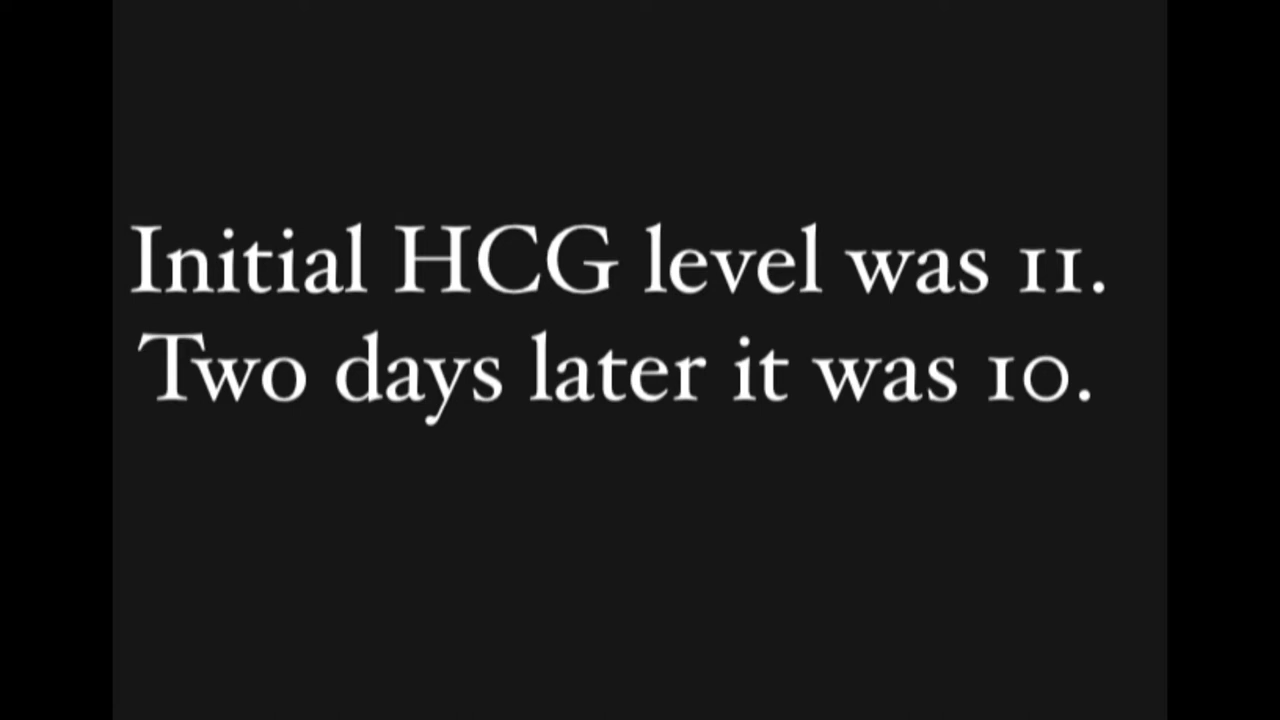 Initial HCG level was 11.
Two days later it was 10.